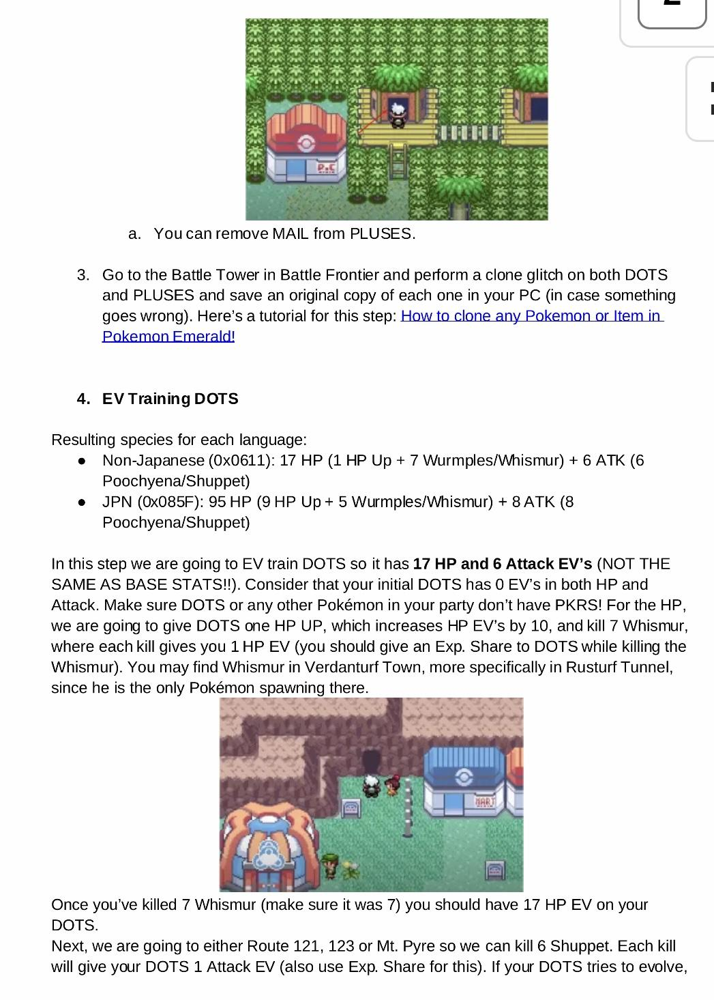 P.C
a. You can remove MAIL from PLUSES.
3. Go to the Battle Tower in Battle Frontier and perform a clone glitch on both DOTS
and PLUSES and save an original copy of each one in your PC (in case something
goes wrong). Here's a tutorial for this step: How to clone any Pokemon or Item in
Pokemon Emerald!
4. EV Training DOTS
Resulting species for each language:
● Non-Japanese (0x0611): 17 HP (1 HP Up + 7 Wurmples/Whismur) + 6 ATK (6
Poochyena/Shuppet)
● JPN (0x085F): 95 HP (9 HP Up + 5 Wurmples/Whismur) + 8 ATK (8
Poochyena/Shuppet)
In this step we are going to EV train DOTS so it has 17 HP and 6 Attack EV's (NOT THE
SAME AS BASE STATS!!). Consider that your initial DOTS has 0 EV's in both HP and
Attack. Make sure DOTS or any other Pokémon in your party don't have PKRS! For the HP,
we are going to give DOTS one HP UP, which increases HP EV's by 10, and kill 7 Whismur,
where each kill gives you 1 HP EV (you should give an Exp. Share to DOTS while killing the
Whismur). You may find Whismur in Verdanturf Town, more specifically in Rusturf Tunnel,
since he is the only Pokémon spawning there.
MART
Once you've killed 7 Whismur (make sure it was 7) you should have 17 HP EV on your
DOTS.
Next, we are going to either Route 121, 123 or Mt. Pyre so we can kill 6 Shuppet. Each kill
will give your DOTS 1 Attack EV (also use Exp. Share for this). If your DOTS tries to evolve,